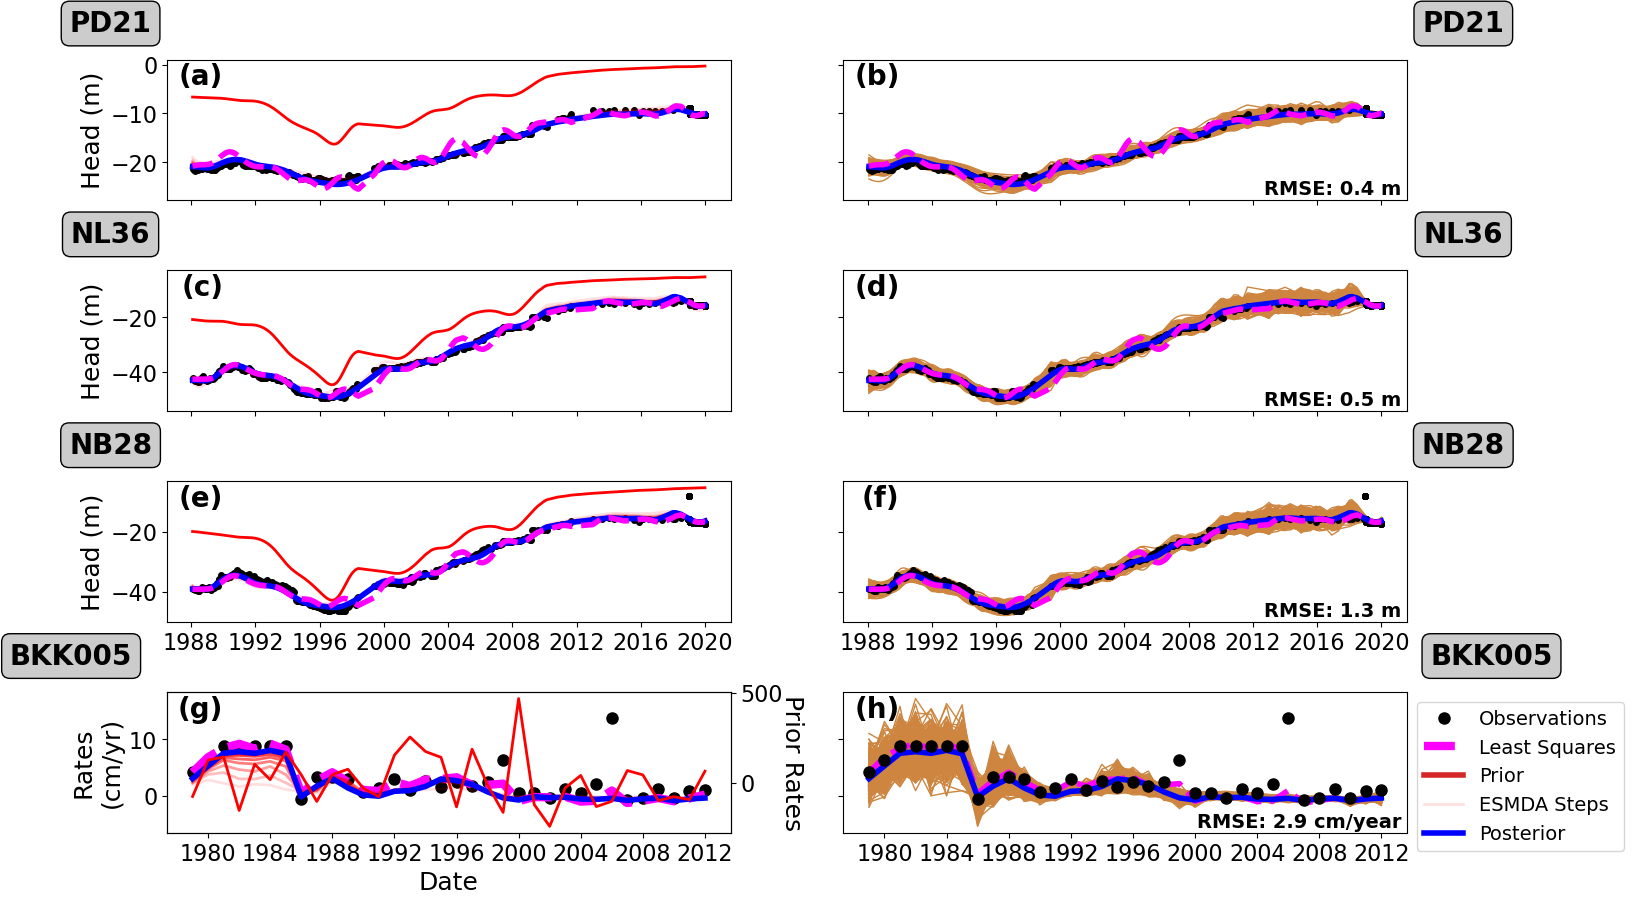 PD21
PD21
(a)
(b)
0
−10
−20
Head (m)
RMSE: 0.4 m
NL36
NL36
(c)
(d)
−20
−40
Head (m)
RMSE: 0.5 m
NB28
NB28
(e)
(f)
−20
−40
Head (m)
RMSE: 1.3 m
1988 1992 1996 2000 2004 2008 2012 2016 2020
1988 1992 1996 2000 2004 2008 2012 2016 2020
BKK005
BKK005
(g)
(h)
10
0
Rates
(cm/yr)
500
0
Prior Rates
RMSE: 2.9 cm/year
1980 1984 1988 1992 1996 2000 2004 2008 2012
1980 1984 1988 1992 1996 2000 2004 2008 2012
Date
Observations
Least Squares
Prior
ESMDA Steps
Posterior